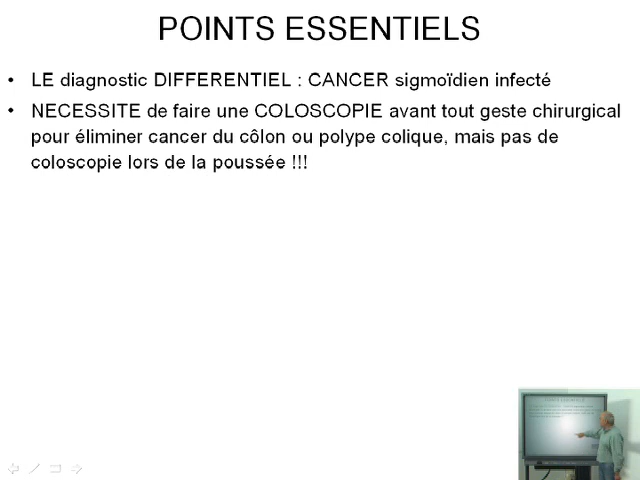 POINTS ESSENTIELS
• LE diagnostic DIFFERENTIEL : CANCER sigmoïdien infecté
• NECESSITE de faire une COLOSCOPIE avant tout geste chirurgical
pour éliminer cancer du côlon ou polype colique, mais pas de
coloscopie lors de la poussée !!!